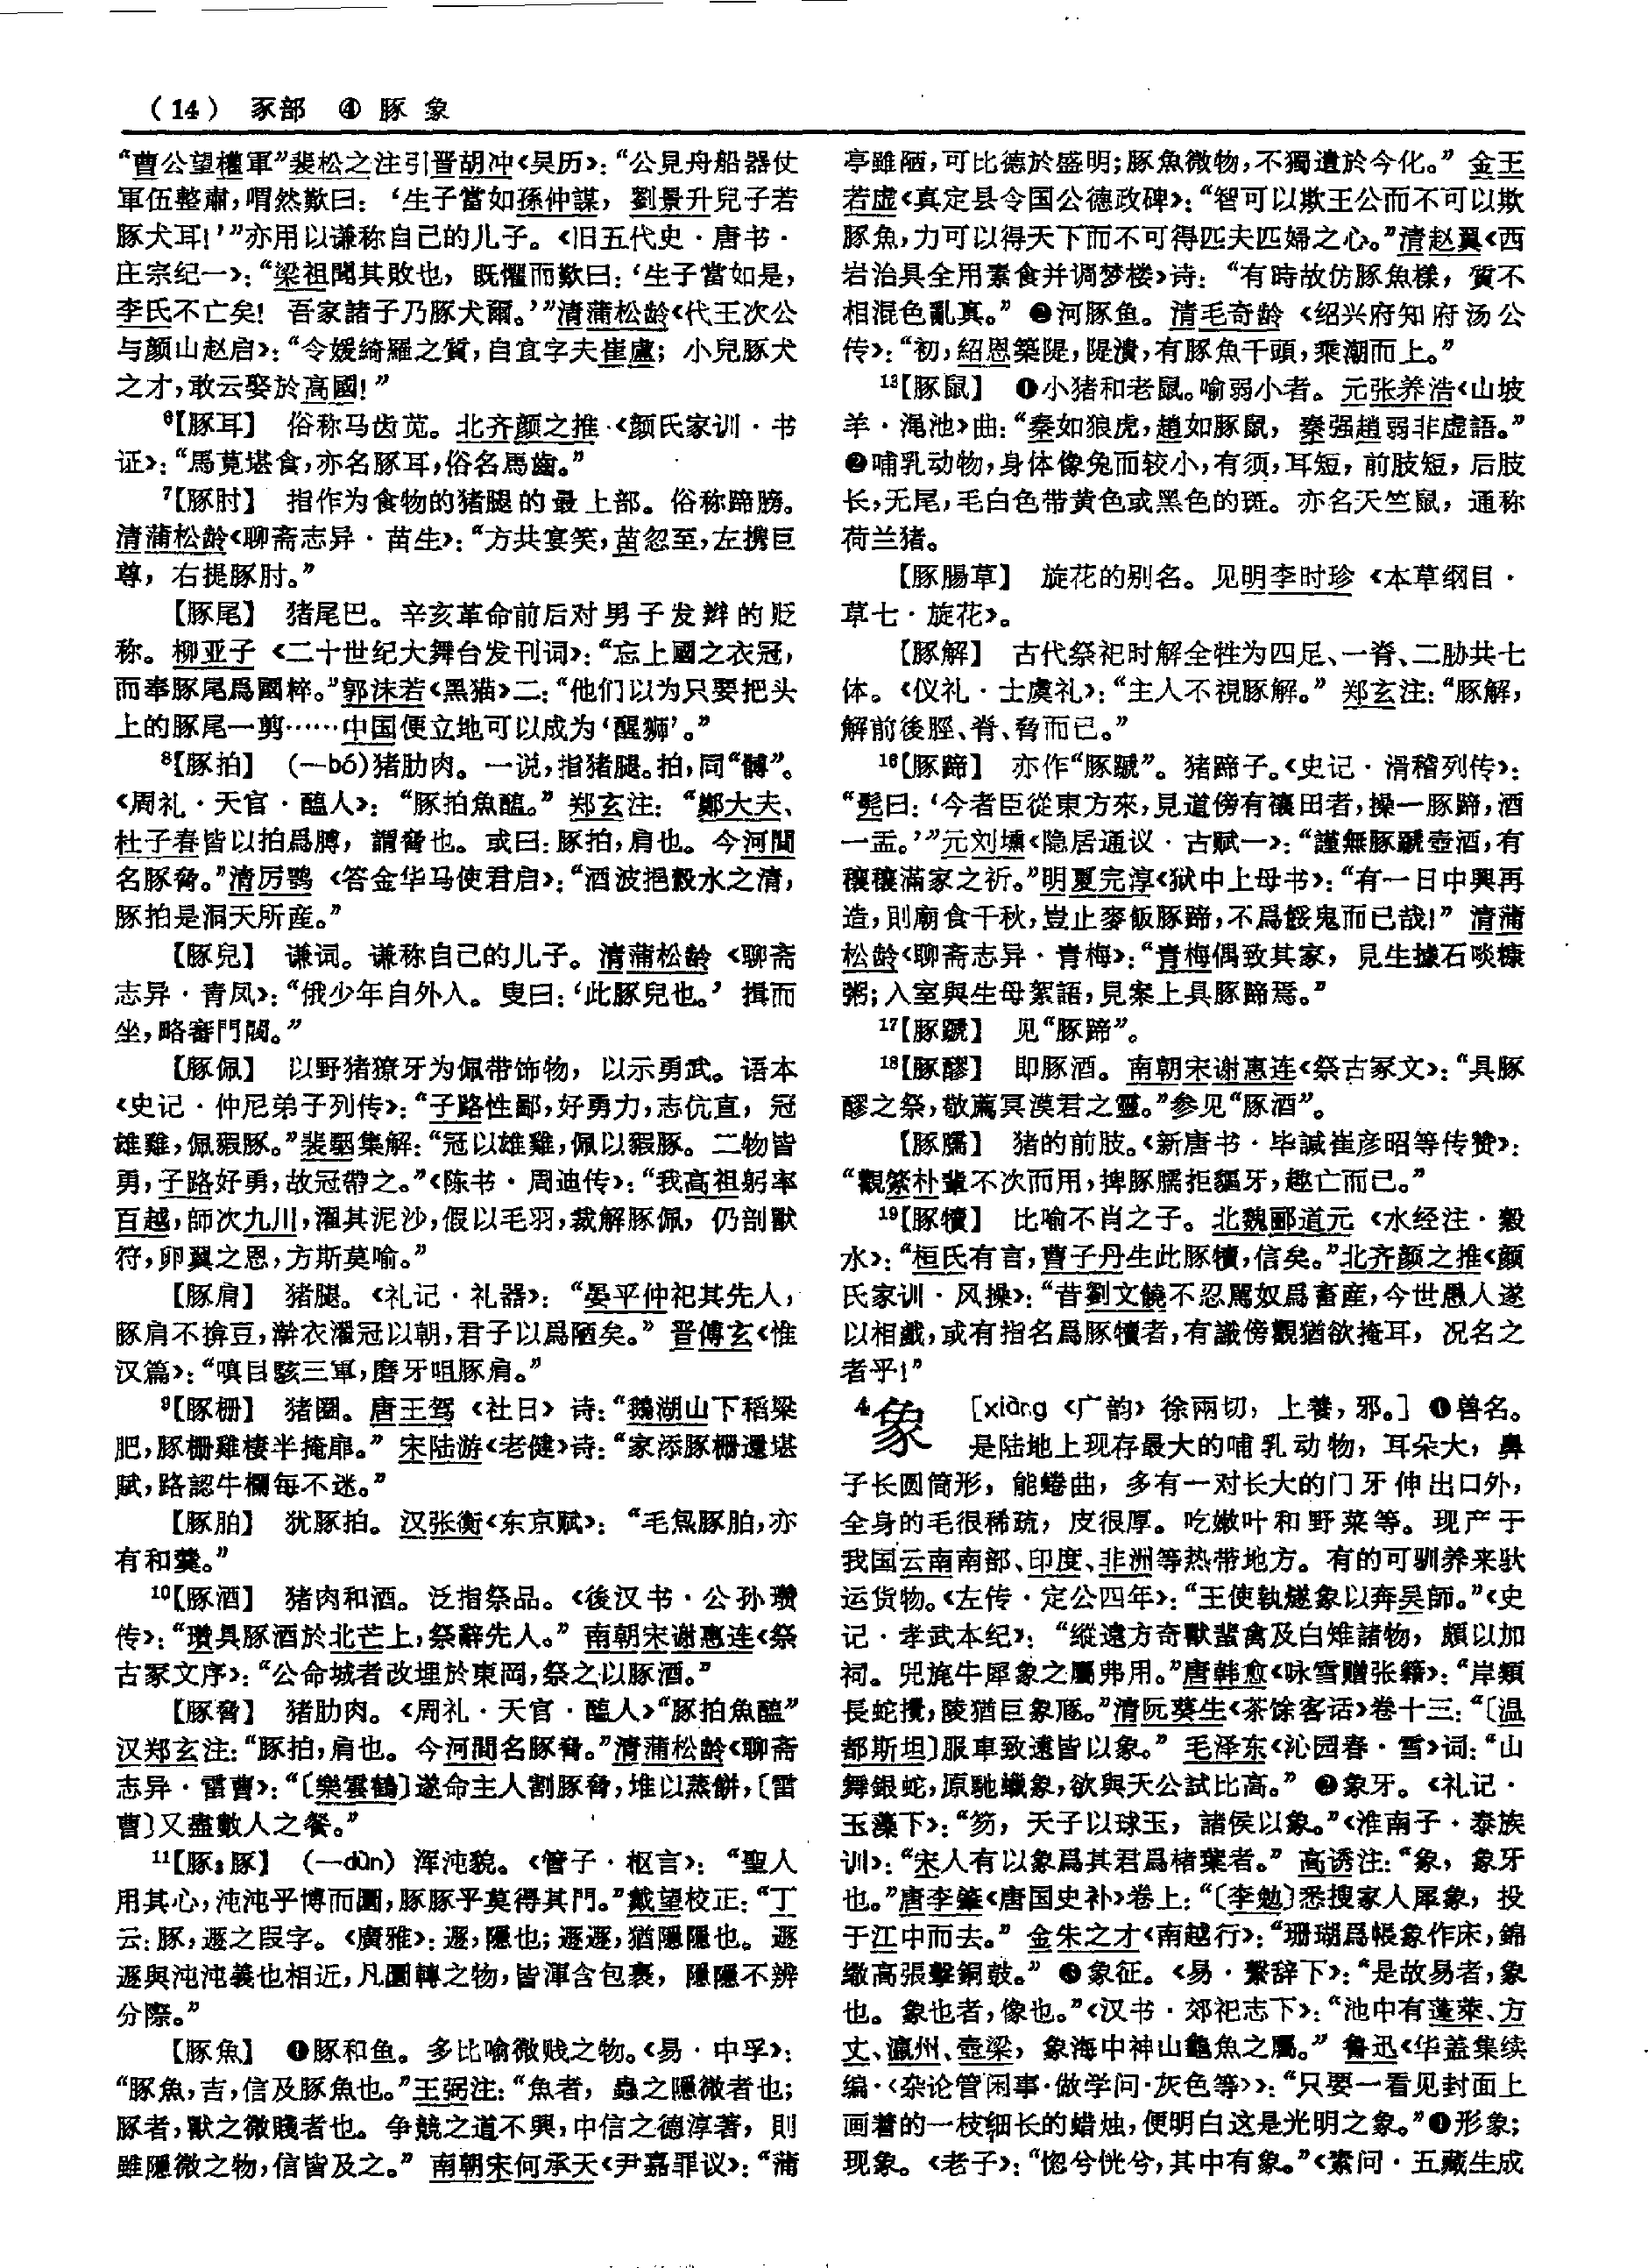 （14） 豕部 ④ 豚 象
“曹公望權軍”裴松之注引晋胡冲《吴历》：“公見舟船器仗
軍伍整肅，喟然歎曰：‘生子當如孫仲謀，劉景升兒子若
豚犬耳！’”亦用以谦称自己的儿子。《旧五代史·唐书·
庄宗纪一》：“梁祖聞其敗也，既懼而歎曰：‘生子當如是，
李氏不亡矣！吾家諸子乃豚犬爾。’”清蒲松龄《代王次公
与颜山赵启》：“令媛綺羅之質，自宜字夫崔盧；小兒豚犬
之才，敢云娶於高國！”
⁶【豚耳】 俗称马齿苋。北齐颜之推《颜氏家训·书
证》：“馬莧堪食，亦名豚耳，俗名馬齒。”
⁷【豚肘】 指作为食物的猪腿的最上部。俗称蹄膀。
清蒲松龄《聊斋志异·苗生》：“方共宴笑，苗忽至，左携巨
尊，右提豚肘。”
【豚尾】 猪尾巴。辛亥革命前后对男子发辫的贬
称。柳亚子《二十世纪大舞台发刊词》：“忘上國之衣冠，
而奉豚尾爲國粹。”郭沫若《黑猫》二：“他们以为只要把头
上的豚尾一剪……中国便立地可以成为‘醒狮’。”
⁸【豚拍】 （—bó）猪肋肉。一说，指猪腿。拍，同“髆”。
《周礼·天官·醢人》：“豚拍魚醢。”郑玄注：“鄭大夫、
杜子春皆以拍爲膊，謂脅也。或曰：豚拍，肩也。今河間
名豚脅。”清厉鹗《答金华马使君启》：“酒波挹縠水之清，
豚拍是洞天所産。”
【豚兒】 谦词。谦称自己的儿子。清蒲松龄《聊斋
志异·青凤》：“俄少年自外入。叟曰：‘此豚兒也。’揖而
坐，略審門閥。”
【豚佩】 以野猪獠牙为佩带饰物，以示勇武。语本
《史记·仲尼弟子列传》：“子路性鄙，好勇力，志伉直，冠
雄雞，佩豭豚。”裴駰集解：“冠以雄雞，佩以豭豚。二物皆
勇，子路好勇，故冠帶之。”《陈书·周迪传》：“我高祖躬率
百越，師次九川，濯其泥沙，假以毛羽，裁解豚佩，仍剖獸
符，卵翼之恩，方斯莫喻。”
【豚肩】 猪腿。《礼记·礼器》：“晏平仲祀其先人，
豚肩不揜豆，澣衣濯冠以朝，君子以爲陋矣。”晋傅玄《惟
汉篇》：“嗔目駭三軍，磨牙咀豚肩。”
⁹【豚栅】 猪圈。唐王驾《社日》诗：“鵝湖山下稻粱
肥，豚栅雞棲半掩扉。”宋陆游《老健》诗：“家添豚栅還堪
賦，路認牛欄每不迷。”
【豚胉】 犹豚拍。汉张衡《东京赋》：“毛炰豚胉，亦
有和羹。”
¹⁰【豚酒】 猪肉和酒。泛指祭品。《後汉书·公孙瓒
传》：“瓚具豚酒於北芒上，祭辭先人。”南朝宋谢惠连《祭
古冢文序》：“公命城者改埋於東岡，祭之以豚酒。”
【豚脅】 猪肋肉。《周礼·天官·醢人》“豚拍魚醢”
汉郑玄注：“豚拍，肩也。今河間名豚脅。”清蒲松龄《聊斋
志异·雷曹》：“〔樂雲鶴〕遂命主人割豚脅，堆以蒸餅，〔雷
曹〕又盡數人之餐。”
¹¹【豚₂豚】 （—dùn）浑沌貌。《管子·枢言》：“聖人
用其心，沌沌乎博而圜，豚豚乎莫得其門。”戴望校正：“丁
云：豚，遯之叚字。《廣雅》：遯，隱也；遯遯，猶隱隱也。遯
遯與沌沌義也相近，凡圜轉之物，皆渾含包裹，隱隱不辨
分際。”
【豚魚】 ❶豚和鱼。多比喻微贱之物。《易·中孚》：
“豚魚，吉，信及豚魚也。”王弼注：“魚者，蟲之隱微者也；
豚者，獸之微賤者也。争競之道不興，中信之德淳著，則
雖隱微之物，信皆及之。”南朝宋何承天《尹嘉罪议》：“蒲
亭雖陋，可比德於盛明；豚魚微物，不獨遺於今化。”金王
若虚《真定县令国公德政碑》：“智可以欺王公而不可以欺
豚魚，力可以得天下而不可得匹夫匹婦之心。”清赵翼《西
岩治具全用素食并调梦楼》诗：“有時故仿豚魚樣，質不
相混色亂真。”❷河豚鱼。清毛奇龄《绍兴府知府汤公
传》：“初，紹恩築隄，隄潰，有豚魚千頭，乘潮而上。”
¹³【豚鼠】 ❶小猪和老鼠。喻弱小者。元张养浩《山坡
羊·渑池》曲：“秦如狼虎，趙如豚鼠，秦强趙弱非虚語。”
❷哺乳动物，身体像兔而较小，有须，耳短，前肢短，后肢
长，无尾，毛白色带黄色或黑色的斑。亦名天竺鼠，通称
荷兰猪。
【豚腸草】 旋花的别名。见明李时珍《本草纲目·
草七·旋花》。
【豚解】 古代祭祀时解全牲为四足、一脊、二胁共七
体。《仪礼·士虞礼》：“主人不視豚解。”郑玄注：“豚解，
解前後脛、脊、脅而已。”
¹⁶【豚蹄】 亦作“豚蹏”。猪蹄子。《史记·滑稽列传》：
“髡曰：‘今者臣從東方來，見道傍有禳田者，操一豚蹄，酒
一盂。’”元刘壎《隐居通议·古赋一》：“謹無豚蹏壺酒，有
穰穰滿家之祈。”明夏完淳《狱中上母书》：“有一日中興再
造，則廟食千秋，豈止麥飯豚蹄，不爲餒鬼而已哉！”清蒲
松龄《聊斋志异·青梅》：“青梅偶致其家，見生據石啖糠
粥；入室與生母絮語，見案上具豚蹄焉。”
¹⁷【豚蹏】 见“豚蹄”。
¹⁸【豚醪】 即豚酒。南朝宋谢惠连《祭古冢文》：“具豚
醪之祭，敬薦冥漠君之靈。”参见“豚酒”。
【豚臑】 猪的前肢。《新唐书·毕諴崔彦昭等传赞》：
“觀綮朴輩不次而用，捭豚臑拒貙牙，趣亡而已。”
¹⁹【豚犢】 比喻不肖之子。北魏郦道元《水经注·穀
水》：“桓氏有言，曹子丹生此豚犢，信矣。”北齐颜之推《颜
氏家训·风操》：“昔劉文饒不忍罵奴爲畜産，今世愚人遂
以相戲，或有指名爲豚犢者，有識傍觀猶欲掩耳，况名之
者乎！”
⁴象 ［xiàng《广韵》徐兩切，上養，邪。］❶兽名。
是陆地上现存最大的哺乳动物，耳朵大，鼻
子长圆筒形，能蜷曲，多有一对长大的门牙伸出口外，
全身的毛很稀疏，皮很厚。吃嫩叶和野菜等。现产于
我国云南南部、印度、非洲等热带地方。有的可驯养来驮
运货物。《左传·定公四年》：“王使執燧象以奔吴師。”《史
记·孝武本纪》：“縱遠方奇獸蜚禽及白雉諸物，頗以加
祠。兕旄牛犀象之屬弗用。”唐韩愈《咏雪赠张籍》：“岸類
長蛇攪，陵猶巨象豗。”清阮葵生《茶馀客话》卷十三：“〔温
都斯坦〕服車致遠皆以象。”毛泽东《沁园春·雪》词：“山
舞銀蛇，原馳蠟象，欲與天公試比高。”❷象牙。《礼记·
玉藻下》：“笏，天子以球玉，諸侯以象。”《淮南子·泰族
训》：“宋人有以象爲其君爲楮葉者。”高诱注：“象，象牙
也。”唐李肇《唐国史补》卷上：“〔李勉〕悉搜家人犀象，投
于江中而去。”金朱之才《南越行》：“珊瑚爲帳象作床，錦
繖高張擊銅鼓。”❸象征。《易·繫辞下》：“是故易者，象
也。象也者，像也。”《汉书·郊祀志下》：“池中有蓬萊、方
丈、瀛州、壺梁，象海中神山龜魚之屬。”鲁迅《华盖集续
编·〈杂论管闲事·做学问·灰色等〉》：“只要一看见封面上
画着的一枝细长的蜡烛，便明白这是光明之象。”❹形象；
现象。《老子》：“惚兮恍兮，其中有象。”《素问·五藏生成